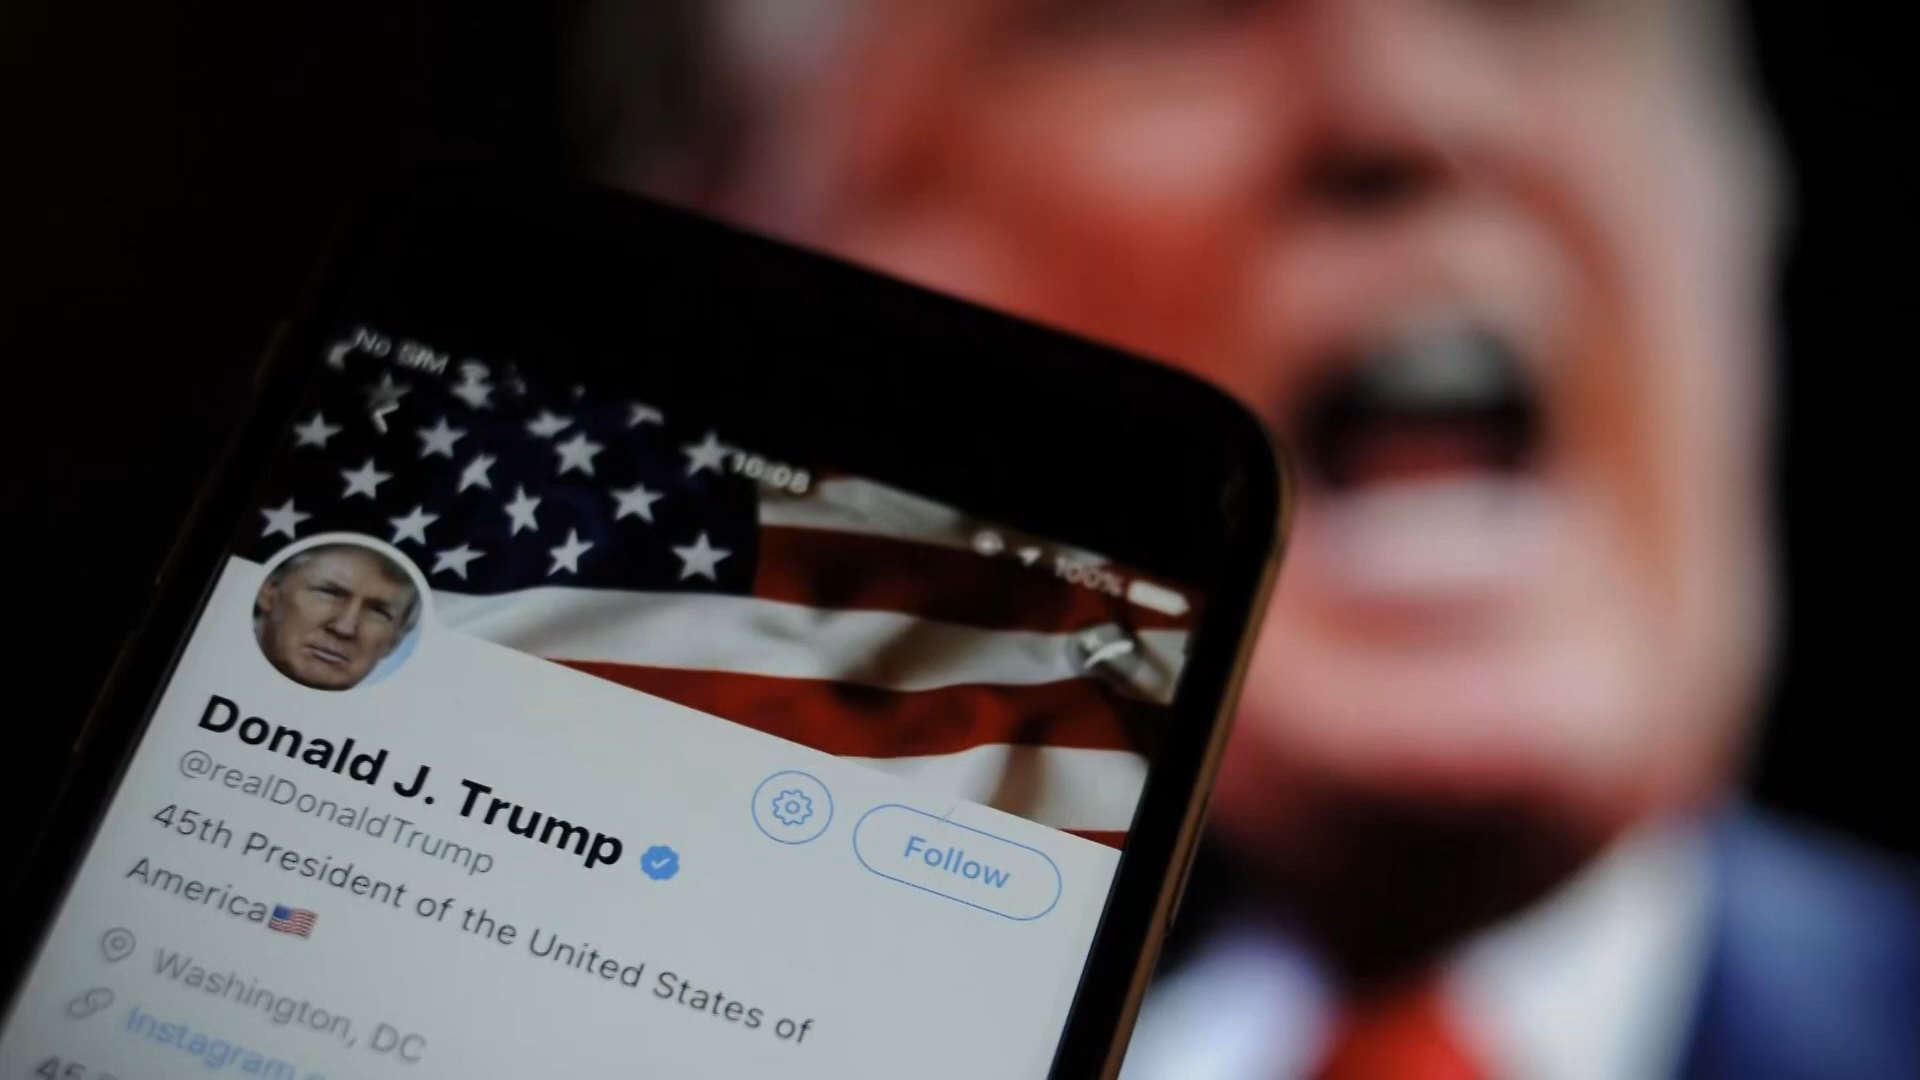 No SIM
10:08
100%
Donald J. Trump
@realDonaldTrump
Follow
45th President of the United States of
America
Washington, DC
Instagram
45